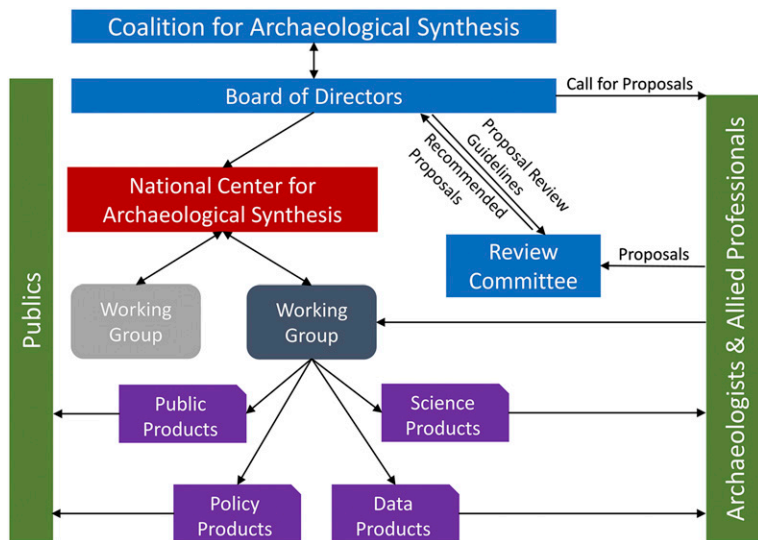 Coalition for Archaeological Synthesis
Board of Directors
Call for Proposals
Proposal Review
Guidelines
Recommended
Proposals
National Center for
Archaeological Synthesis
Review
Committee
Proposals
Working
Group
Working
Group
Public
Products
Science
Products
Policy
Products
Data
Products
Publics
Archaeologists & Allied Professionals